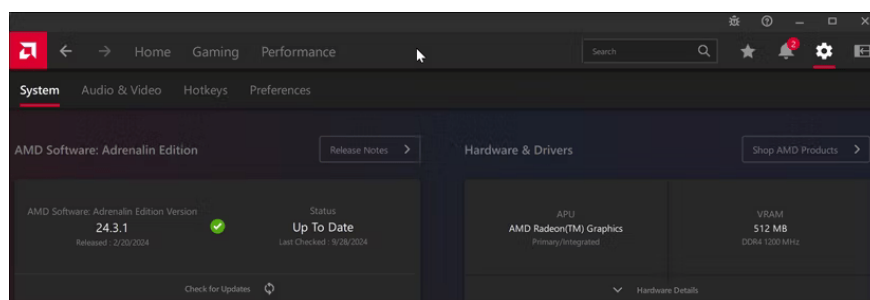 Home Gaming Performance Search 2
System Audio & Video Hotkeys Preferences
AMD Software: Adrenalin Edition Release Notes
Hardware & Drivers Shop AMD Products
AMD Software: Adrenalin Edition Version
24.3.1
Released : 2/20/2024
Status
Up To Date
Last Checked : 9/28/2024
Check for Updates
APU
AMD Radeon(TM) Graphics
Primary/Integrated
VRAM
512 MB
DDR4 1200 MHz
Hardware Details